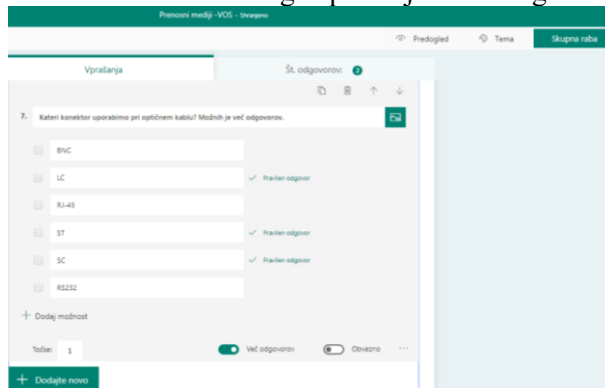 Prenosni mediji -VOS - Shranjeno
Predogled
Tema
Skupna raba
Vprašanja
Št. odgovorov: 2
7. Kateri konektor uporabimo pri optičnem kablu? Možnih je več odgovorov.
BNC
LC
Pravilen odgovor
RJ-45
ST
Pravilen odgovor
SC
Pravilen odgovor
RS232
+ Dodaj možnost
Točke: 1
Več odgovorov
Obvezno
...
+ Dodajte novo